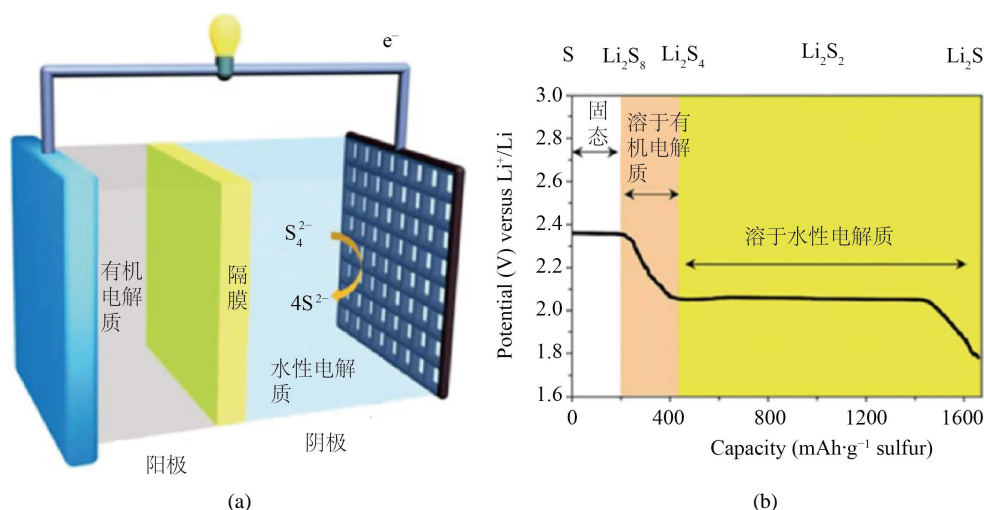 e⁻
S₄²⁻
4S²⁻
有机
电解
质
隔
膜
水性电解
质
阳极
阴极
(a)
S Li₂S₈ Li₂S₄ Li₂S₂ Li₂S
3.0
2.8
2.6
2.4
2.2
2.0
1.8
1.6
Potential (V) versus Li⁺/Li
固
态
溶于有
机电解
质
溶于水性电解质
0 400 800 1200 1600
Capacity (mAh·g⁻¹ sulfur)
(b)